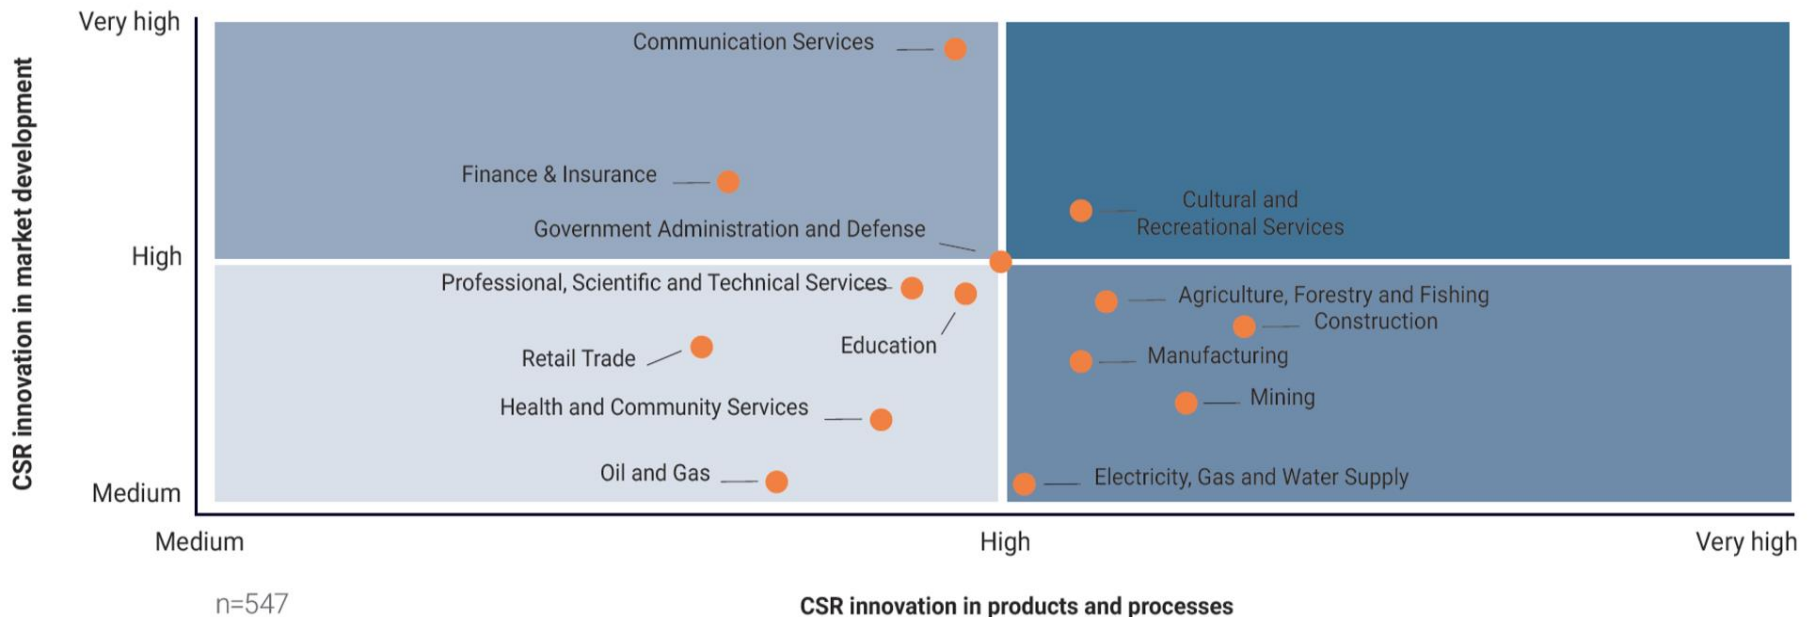 Very high
Communication Services
Finance & Insurance
Cultural and
Recreational Services
Government Administration and Defense
High
Professional, Scientific and Technical Services
Agriculture, Forestry and Fishing
Construction
Education
Retail Trade
Manufacturing
Mining
Health and Community Services
Oil and Gas
Electricity, Gas and Water Supply
Medium
CSR innovation in market development
Medium
High
Very high
n=547
CSR innovation in products and processes